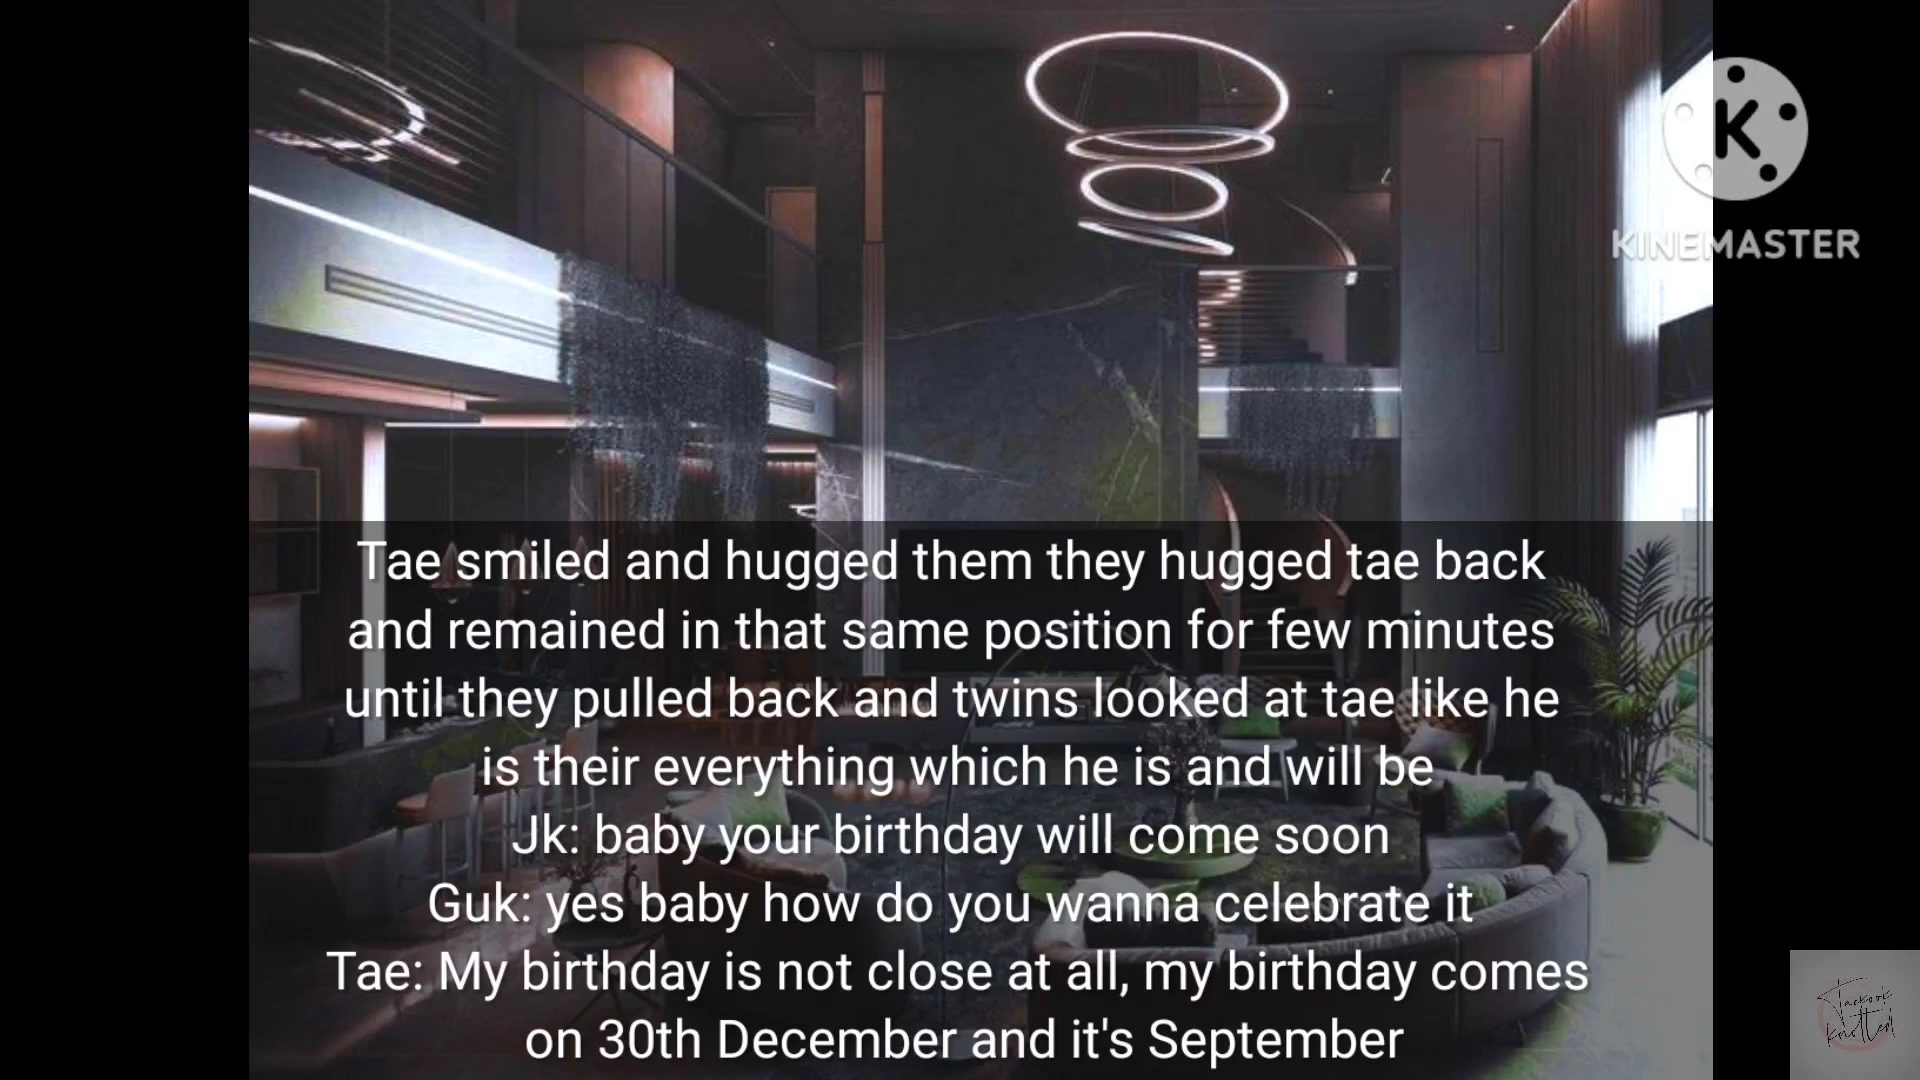 K
KINEMASTER
Tae smiled and hugged them they hugged tae back
and remained in that same position for few minutes
until they pulled back and twins looked at tae like he
is their everything which he is and will be
Jk: baby your birthday will come soon
Guk: yes baby how do you wanna celebrate it
Tae: My birthday is not close at all, my birthday comes
on 30th December and it's September
Taekook